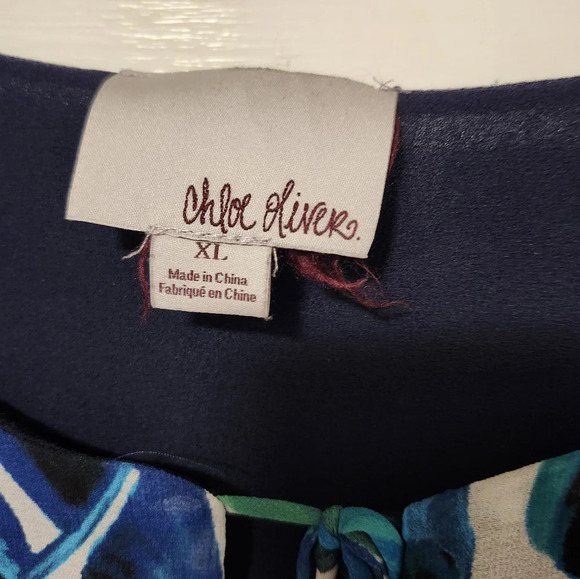 chloe oliver.
XL
Made in China
Fabriqué en Chine